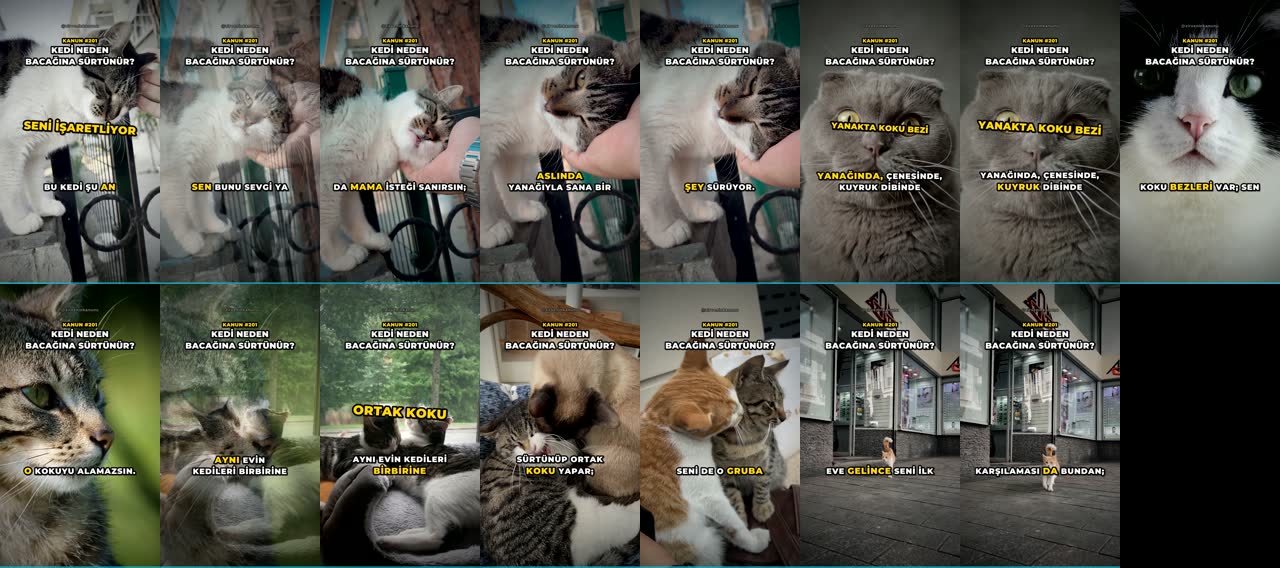 KANUN #201
KEDİ NEDEN
BACAĞINA SÜRTÜNÜR?
SENİ İŞARETLİYOR
BU KEDİ ŞU AN
KANUN #201
KEDİ NEDEN
BACAĞINA SÜRTÜNÜR?
SEN BUNU SEVGİ YA
KANUN #201
KEDİ NEDEN
BACAĞINA SÜRTÜNÜR?
DA MAMA İSTEĞİ SANIRSIN;
KANUN #201
KEDİ NEDEN
BACAĞINA SÜRTÜNÜR?
ASLINDA
YANAĞIYLA SANA BİR
KANUN #201
KEDİ NEDEN
BACAĞINA SÜRTÜNÜR?
ŞEY SÜRÜYOR.
KANUN #201
KEDİ NEDEN
BACAĞINA SÜRTÜNÜR?
YANAKTA KOKU BEZİ
YANAĞINDA, ÇENESİNDE,
KUYRUK DİBİNDE
KANUN #201
KEDİ NEDEN
BACAĞINA SÜRTÜNÜR?
YANAKTA KOKU BEZİ
YANAĞINDA, ÇENESİNDE,
KUYRUK DİBİNDE
KANUN #201
KEDİ NEDEN
BACAĞINA SÜRTÜNÜR?
KOKU BEZLERİ VAR; SEN
KANUN #201
KEDİ NEDEN
BACAĞINA SÜRTÜNÜR?
O KOKUYU ALAMAZSIN.
KANUN #201
KEDİ NEDEN
BACAĞINA SÜRTÜNÜR?
AYNI EVİN
KEDİLERİ BİRBİRİNE
KANUN #201
KEDİ NEDEN
BACAĞINA SÜRTÜNÜR?
ORTAK KOKU
AYNI EVİN KEDİLERİ
BİRBİRİNE
KANUN #201
KEDİ NEDEN
BACAĞINA SÜRTÜNÜR?
SÜRTÜNÜP ORTAK
KOKU YAPAR;
KANUN #201
KEDİ NEDEN
BACAĞINA SÜRTÜNÜR?
SENİ DE O GRUBA
KANUN #201
KEDİ NEDEN
BACAĞINA SÜRTÜNÜR?
EVE GELİNCE SENİ İLK
KANUN #201
KEDİ NEDEN
BACAĞINA SÜRTÜNÜR?
KARŞILAMASI DA BUNDAN;